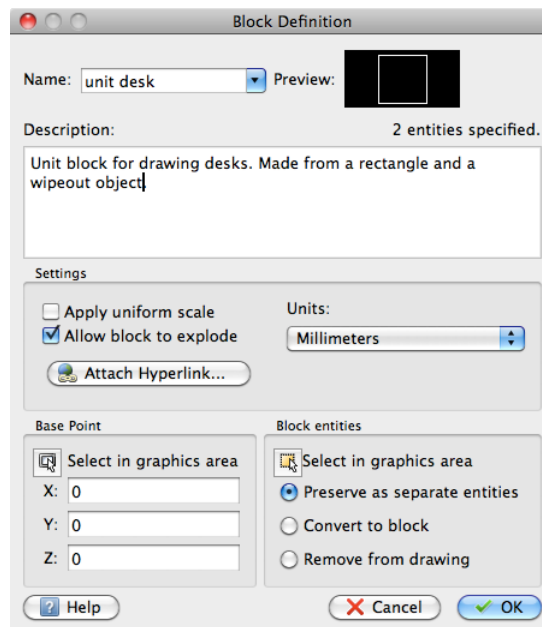 Block Definition
Name: unit desk Preview:
Description: 2 entities specified.
Unit block for drawing desks. Made from a rectangle and a
wipeout object.
Settings
Apply uniform scale Units:
Allow block to explode Millimeters
Attach Hyperlink...
Base Point Block entities
Select in graphics area Select in graphics area
X: 0 Preserve as separate entities
Y: 0 Convert to block
Z: 0 Remove from drawing
? Help Cancel OK